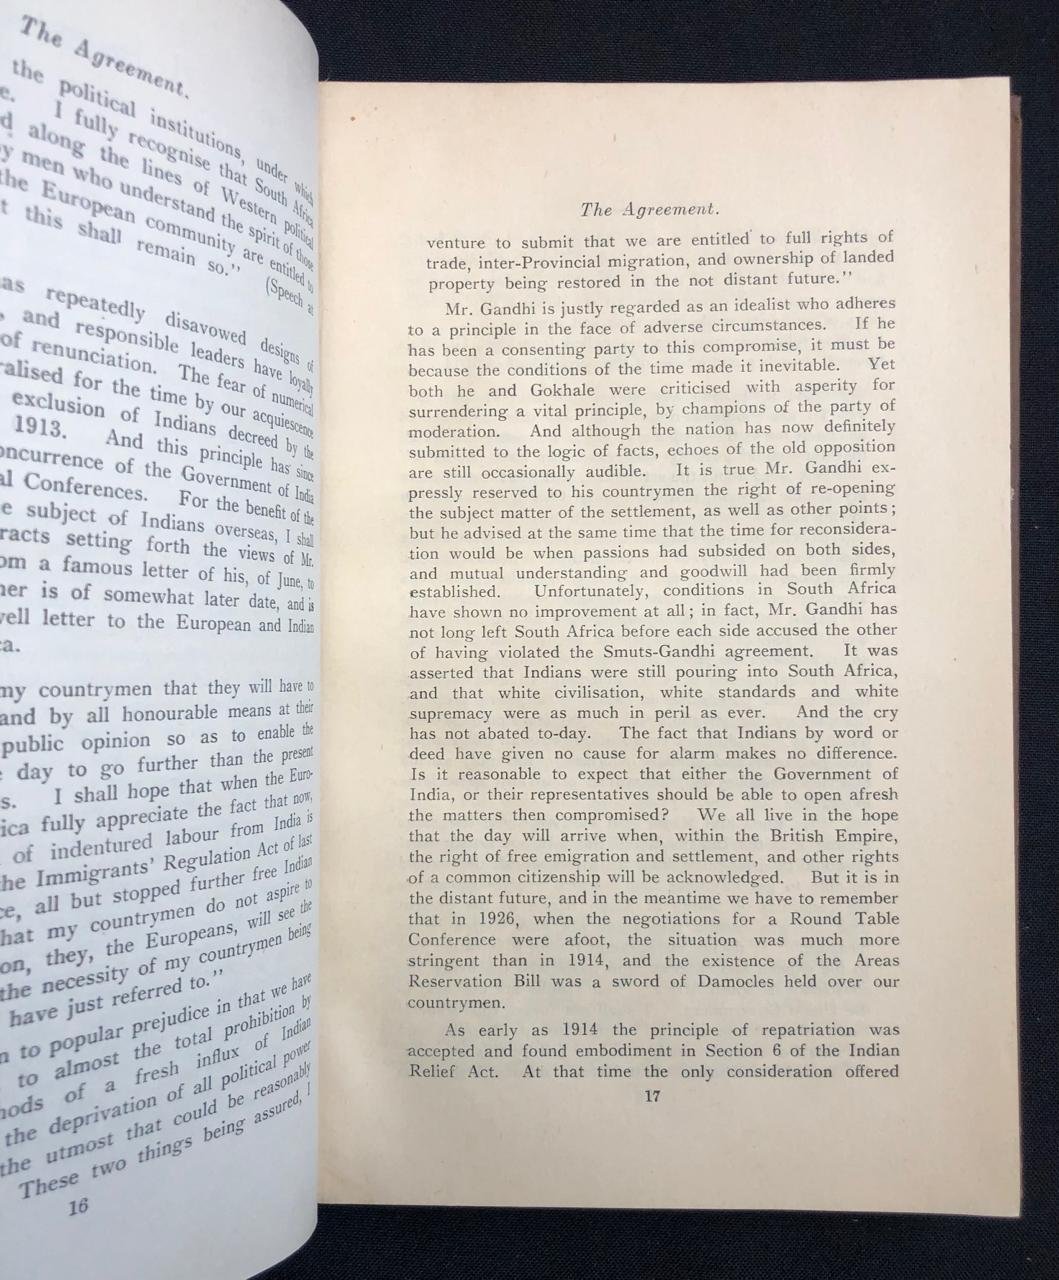 The Agreement.
the political institutions, under which
I fully recognise that South Africa
along the lines of Western political
men who understand the spirit of those
the European community are entitled to
this shall remain so."
(Speech at
repeatedly disavowed designs of
and responsible leaders have loyally
of renunciation. The fear of numerical
for the time by our acquiescence
exclusion of Indians decreed by the
1913. And this principle has since
concurrence of the Government of India
Conferences. For the benefit of the
subject of Indians overseas, I shall
setting forth the views of Mr.
a famous letter of his, of June, to
is of somewhat later date, and is
letter to the European and Indian
my countrymen that they will have to
and by all honourable means at their
public opinion so as to enable the
day to go further than the present
I shall hope that when the Euro-
fully appreciate the fact that now,
of indentured labour from India is
the Immigrants' Regulation Act of last
all but stopped further free Indian
that my countrymen do not aspire to
they, the Europeans, will see the
the necessity of my countrymen being
have just referred to."
to popular prejudice in that we have
to almost the total prohibition by
of a fresh influx of Indian
the deprivation of all political power
the utmost that could be reasonably
These two things being assured, I
16
The Agreement.
venture to submit that we are entitled to full rights of
trade, inter-Provincial migration, and ownership of landed
property being restored in the not distant future."
Mr. Gandhi is justly regarded as an idealist who adheres
to a principle in the face of adverse circumstances. If he
has been a consenting party to this compromise, it must be
because the conditions of the time made it inevitable. Yet
both he and Gokhale were criticised with asperity for
surrendering a vital principle, by champions of the party of
moderation. And although the nation has now definitely
submitted to the logic of facts, echoes of the old opposition
are still occasionally audible. It is true Mr. Gandhi ex-
pressly reserved to his countrymen the right of re-opening
the subject matter of the settlement, as well as other points;
but he advised at the same time that the time for reconsidera-
tion would be when passions had subsided on both sides,
and mutual understanding and goodwill had been firmly
established. Unfortunately, conditions in South Africa
have shown no improvement at all; in fact, Mr. Gandhi has
not long left South Africa before each side accused the other
of having violated the Smuts-Gandhi agreement. It was
asserted that Indians were still pouring into South Africa,
and that white civilisation, white standards and white
supremacy were as much in peril as ever. And the cry
has not abated to-day. The fact that Indians by word or
deed have given no cause for alarm makes no difference.
Is it reasonable to expect that either the Government of
India, or their representatives should be able to open afresh
the matters then compromised? We all live in the hope
that the day will arrive when, within the British Empire,
the right of free emigration and settlement, and other rights
of a common citizenship will be acknowledged. But it is in
the distant future, and in the meantime we have to remember
that in 1926, when the negotiations for a Round Table
Conference were afoot, the situation was much more
stringent than in 1914, and the existence of the Areas
Reservation Bill was a sword of Damocles held over our
countrymen.
As early as 1914 the principle of repatriation was
accepted and found embodiment in Section 6 of the Indian
Relief Act. At that time the only consideration offered
17